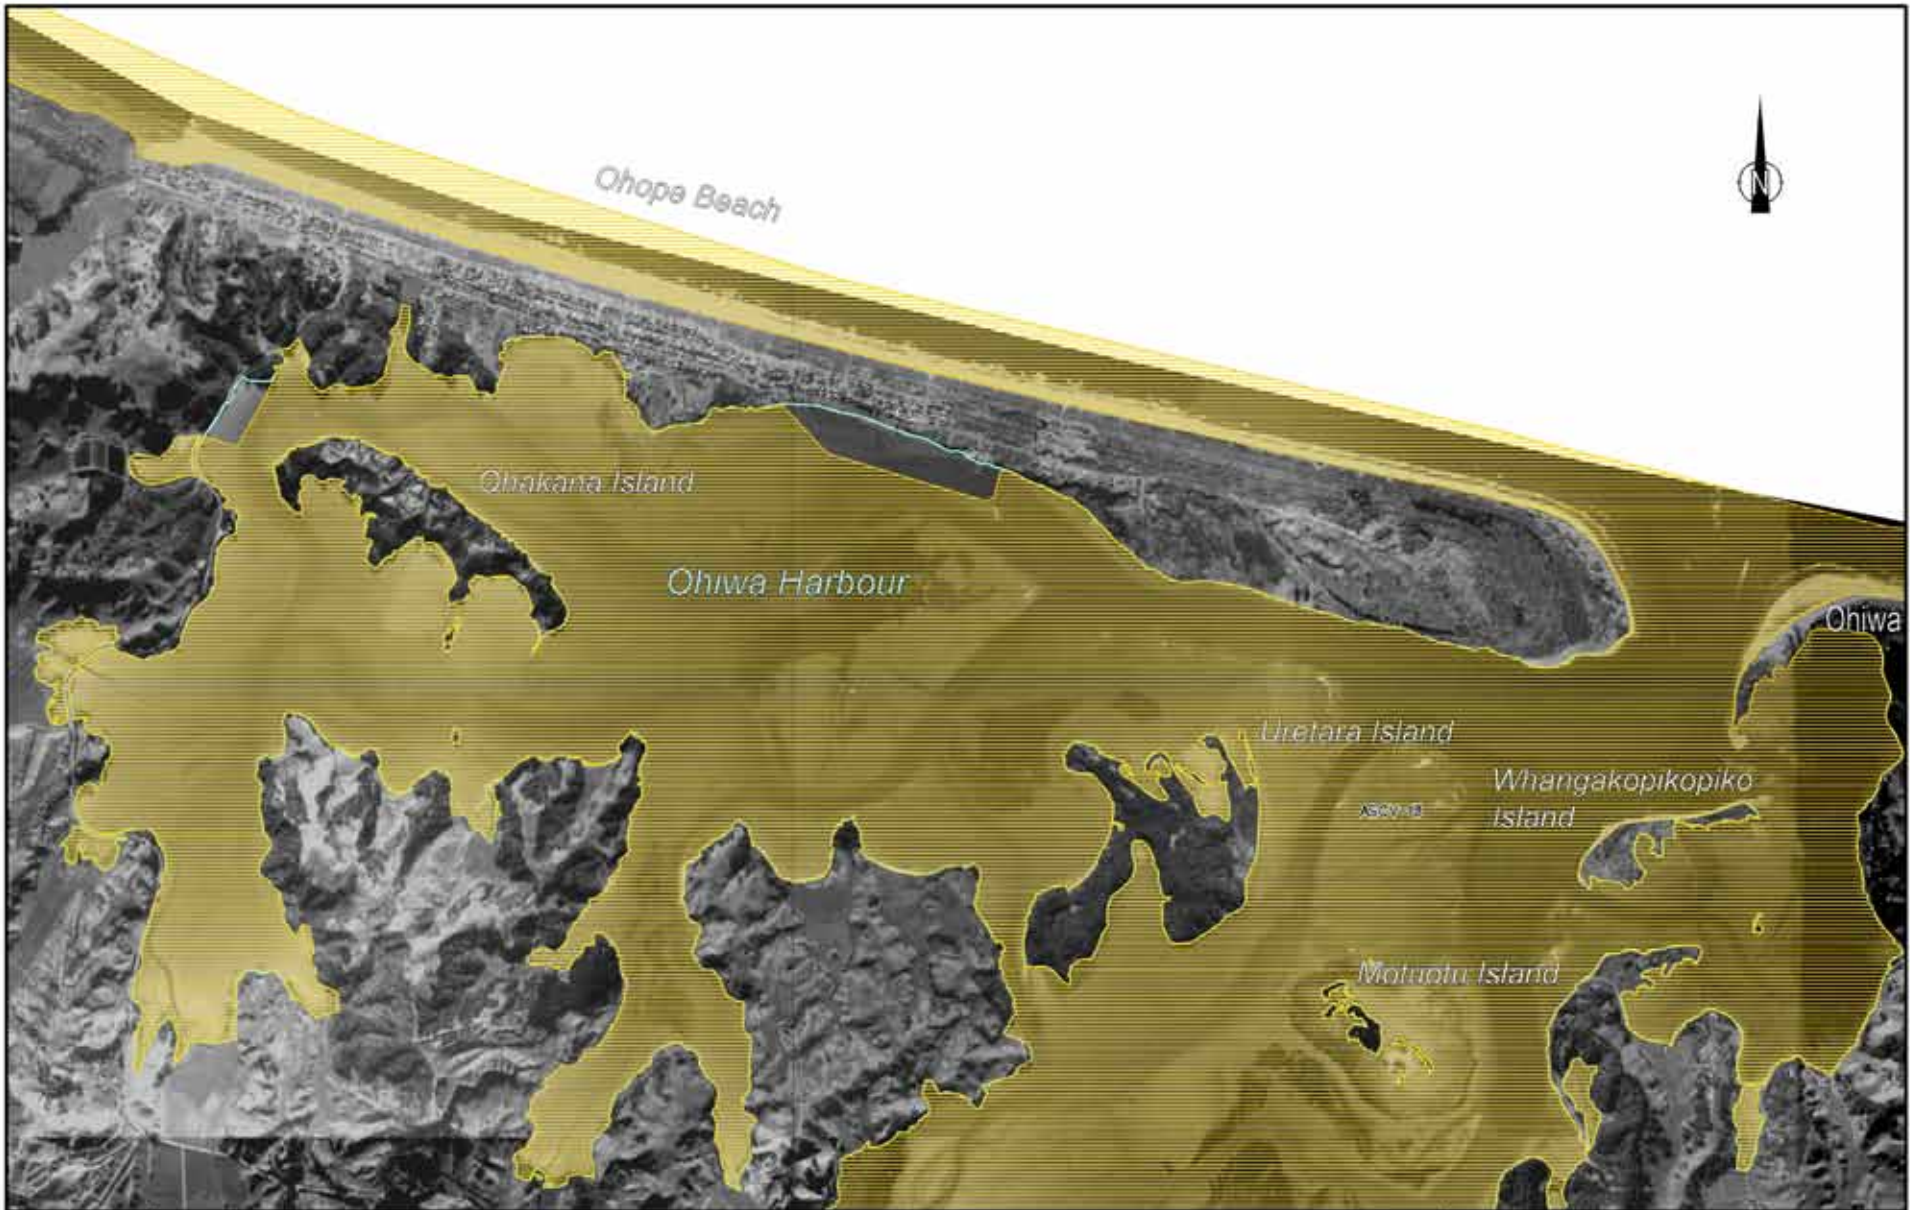 Ohope Beach
N
Ohakana Island
Ohiwa Harbour
Ohiwa
Uretara Island
Whangakopikopiko
Island
Motuotu Island